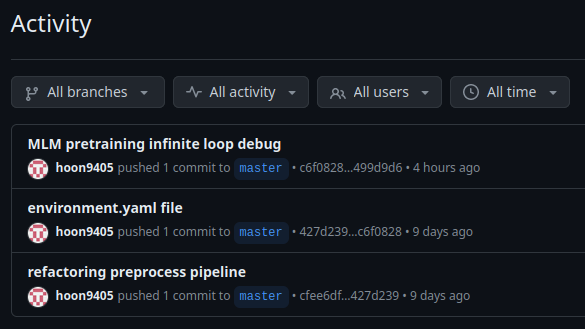 Activity
All branches All activity All users All time
MLM pretraining infinite loop debug
hoon9405 pushed 1 commit to master • c6f0828...499d9d6 • 4 hours ago
environment.yaml file
hoon9405 pushed 1 commit to master • 427d239...c6f0828 • 9 days ago
refactoring preprocess pipeline
hoon9405 pushed 1 commit to master • cfee6df...427d239 • 9 days ago